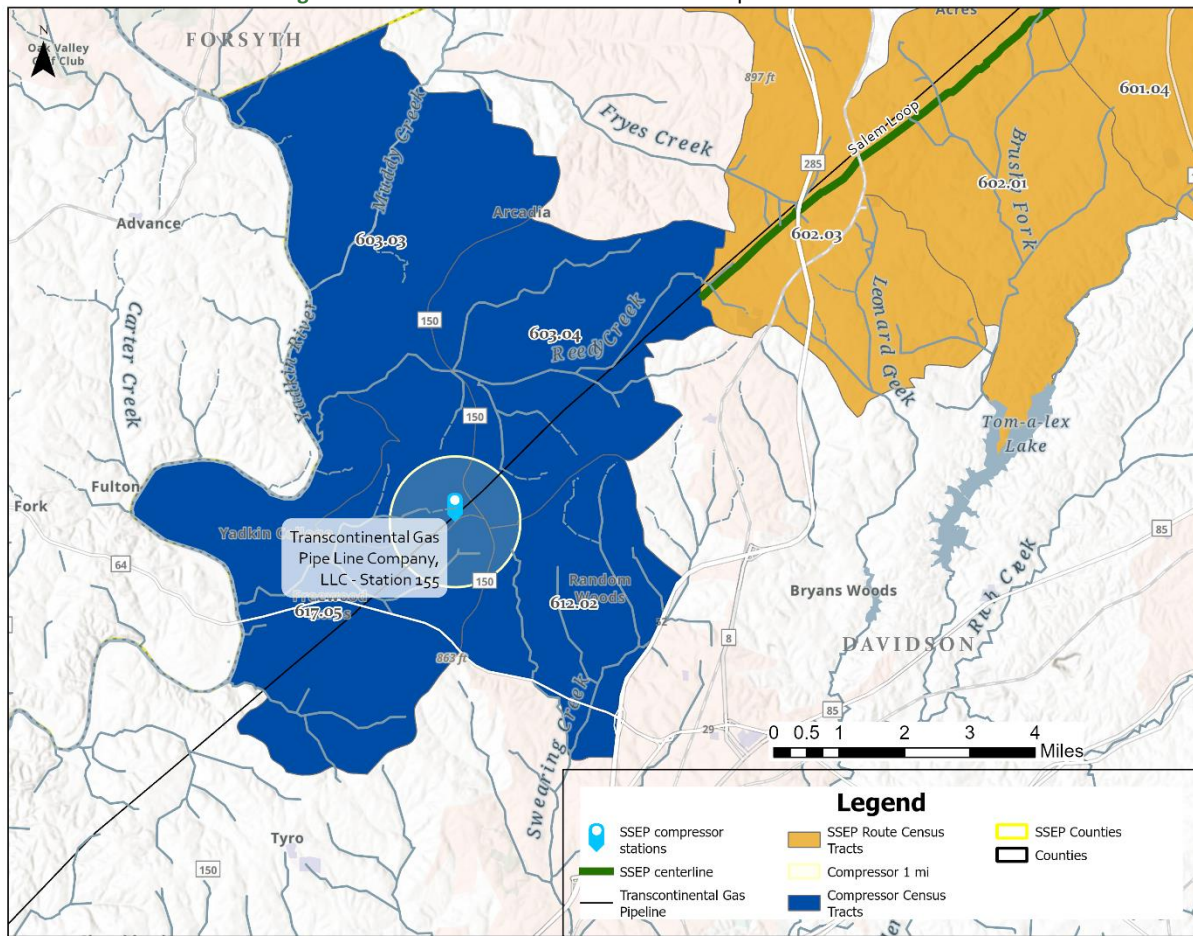 N
FORSYTH
Acres
Oak Valley
Golf Club
897 ft
601.04
Salem Loop
Fryes Creek
Muddy Creek
285
Brushy Fork
602.01
Advance
Arcadia
603.03
602.03
Leonard Creek
Carter Creek
Yadkin River
150
603.04
Reedy Creek
150
Tom-a-lex
Lake
Fulton
Fork
Yadkin
Transcontinental Gas
Pipe Line Company,
LLC - Station 155
64
150
Random
Woods
612.02
617.05
85
Bryans Woods
52
8
DAVIDSON
863 ft
Creek
85
29
Swearing Creek
0 0.5 1 2 3 4
Miles
Tyro
150
Legend
SSEP compressor
stations
SSEP centerline
Transcontinental Gas
Pipeline
SSEP Route Census
Tracts
Compressor 1 mi
Compressor Census
Tracts
SSEP Counties
Counties